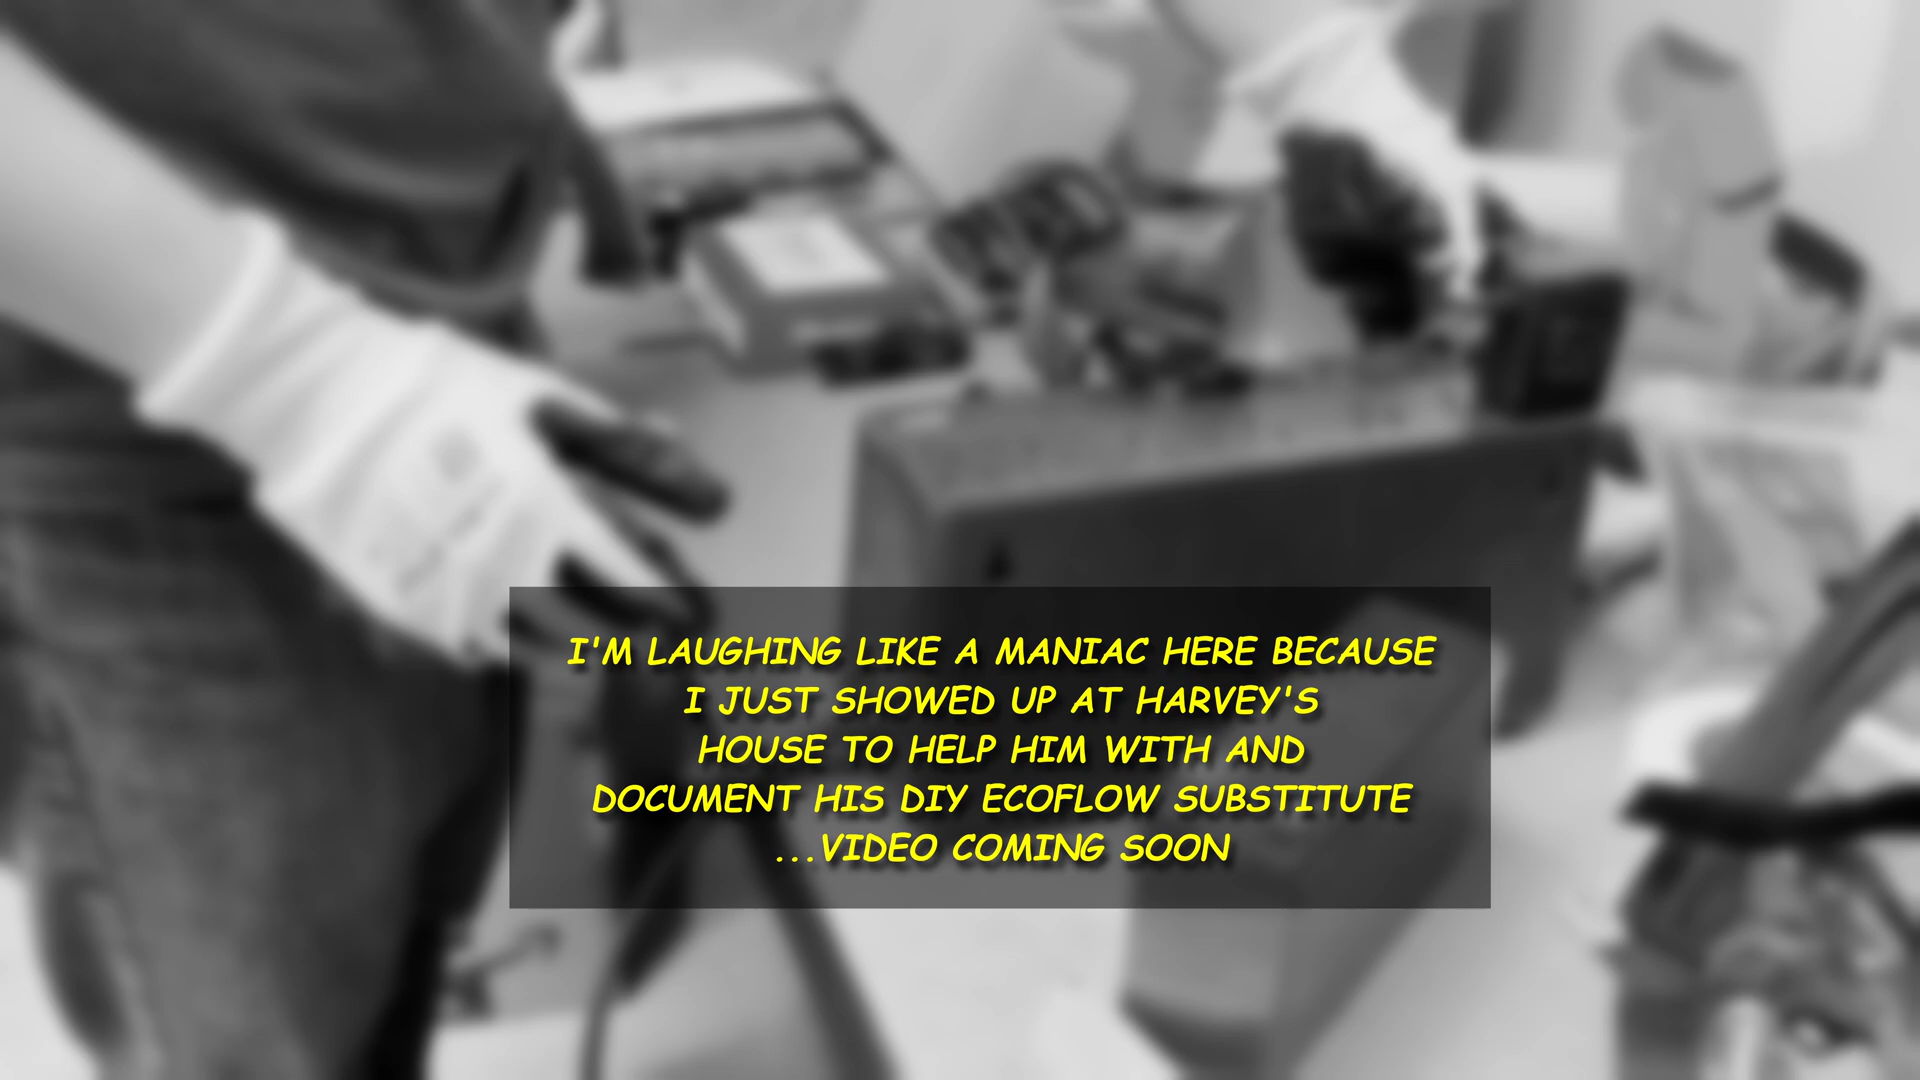 I'M LAUGHING LIKE A MANIAC HERE BECAUSE
I JUST SHOWED UP AT HARVEY'S
HOUSE TO HELP HIM WITH AND
DOCUMENT HIS DIY ECOFLOW SUBSTITUTE
...VIDEO COMING SOON